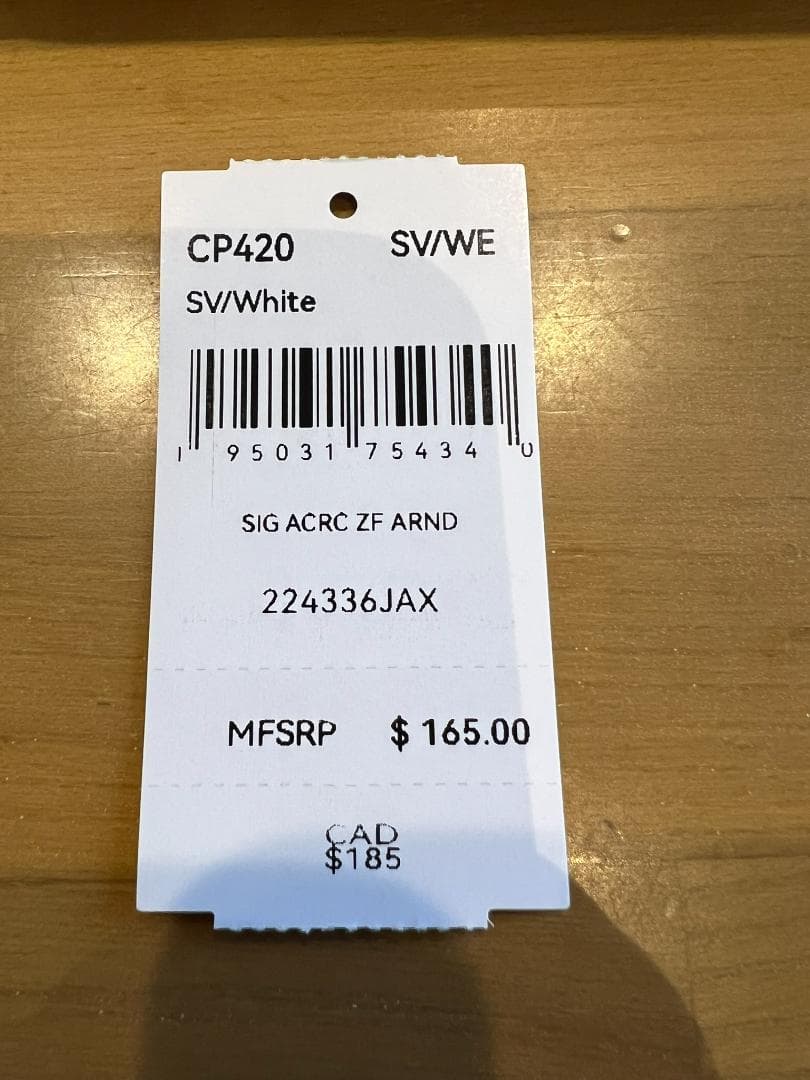 CP420 SV/WE
SV/White
1 95031 75434 0
SIG ACRC ZF ARND
224336JAX
MFSRP $ 165.00
CAD
$185